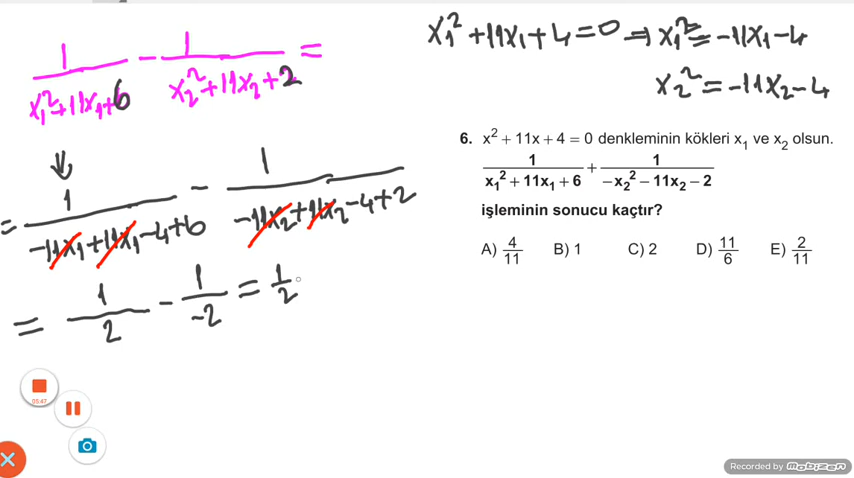 1/(x₁²+11x₁+6) - 1/(x₂²+11x₂+2) =
x₁²+11x₁+4=0 ⇒ x₁²=-11x₁-4
x₂²=-11x₂-4
= 1/(-11x₁+11x₁-4+6) - 1/(-11x₂+11x₂-4+2)
= 1/2 - 1/-2 = 1/2
6. x² + 11x + 4 = 0 denkleminin kökleri x₁ ve x₂ olsun.
1/(x₁² + 11x₁ + 6) + 1/(-x₂² - 11x₂ - 2)
işleminin sonucu kaçtır?
A) 4/11 B) 1 C) 2 D) 11/6 E) 2/11
05:47
Recorded by mobizen